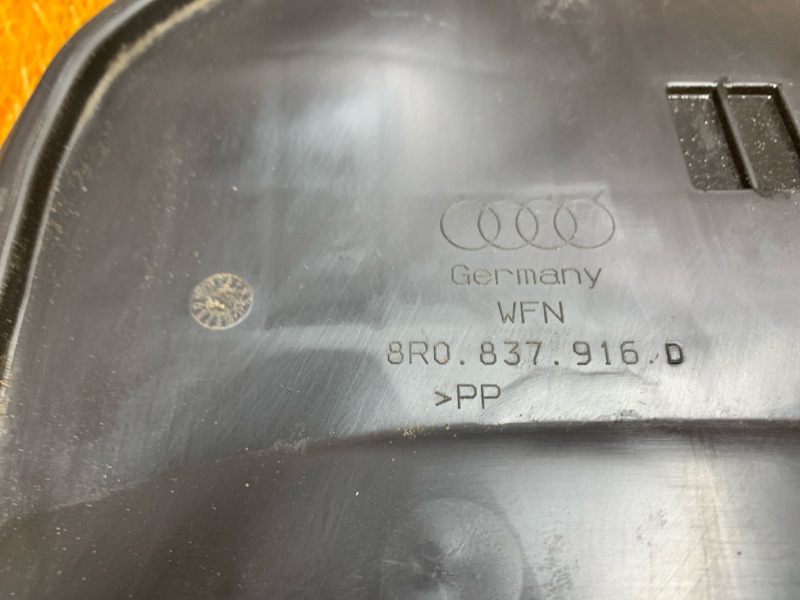 Germany
WFN
8R0.837.916.D
>PP